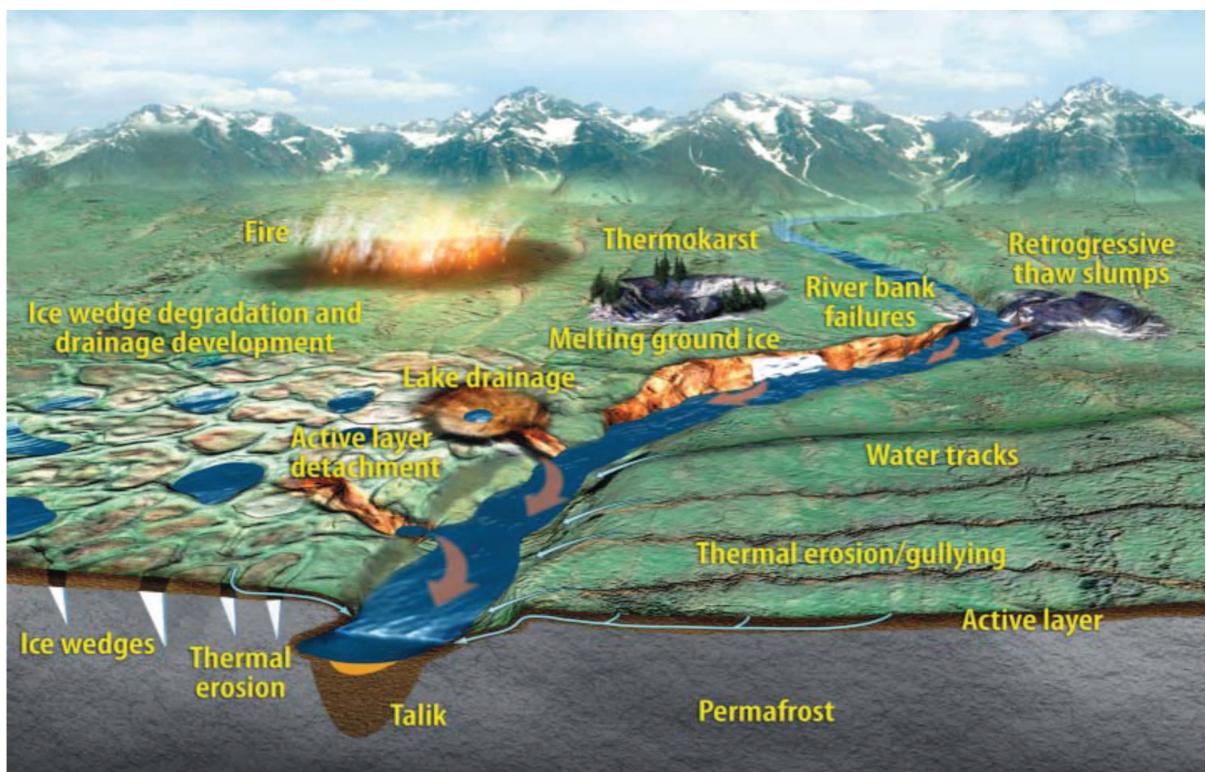 Fire
Thermokarst
Retrogressive
thaw slumps
River bank
failures
Ice wedge degradation and
drainage development
Melting ground ice
Lake drainage
Active layer
detachment
Water tracks
Thermal erosion/gullying
Active layer
Ice wedges
Thermal
erosion
Talik
Permafrost